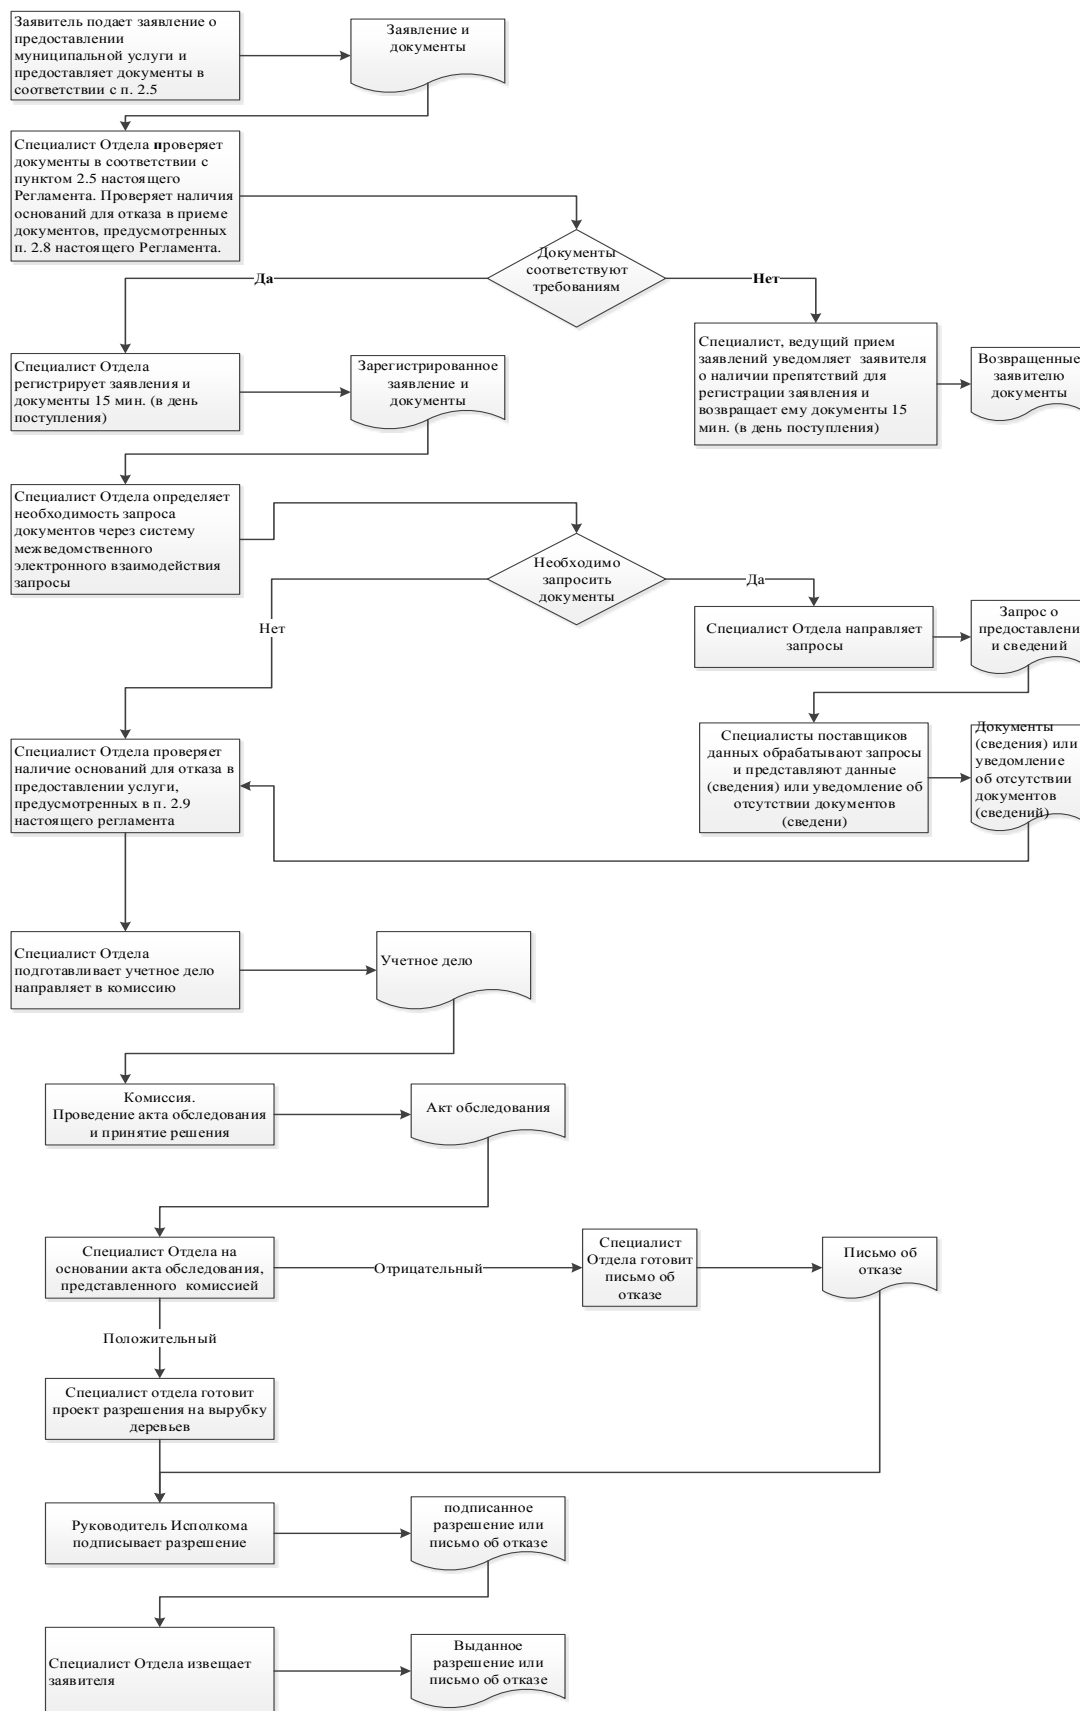 Заявитель подает заявление о
предоставлении
муниципальной услуги и
предоставляет документы в
соответствии с п. 2.5
Заявление и
документы
Специалист Отдела проверяет
документы в соответствии с
пунктом 2.5 настоящего
Регламента. Проверяет наличия
оснований для отказа в приеме
документов, предусмотренных
п. 2.8 настоящего Регламента.
Документы
соответствуют
требованиям
Да
Нет
Специалист Отдела
регистрирует заявления и
документы 15 мин. (в день
поступления)
Зарегистрированное
заявление и
документы
Специалист, ведущий прием
заявлений уведомляет заявителя
о наличии препятствий для
регистрации заявления и
возвращает ему документы 15
мин. (в день поступления)
Возвращенные
заявителю
документы
Специалист Отдела определяет
необходимость запроса
документов через систему
межведомственного
электронного взаимодействия
запросы
Необходимо
запросить
документы
Да
Нет
Специалист Отдела направляет
запросы
Запрос о
предоставлени
и сведений
Специалисты поставщиков
данных обрабатывают запросы
и представляют данные
(сведения) или уведомление об
отсутствии документов
(сведени)
Документы
(сведения) или
уведомление
об отсутствии
документов
(сведений)
Специалист Отдела проверяет
наличие оснований для отказа в
предоставлении услуги,
предусмотренных в п. 2.9
настоящего регламента
Специалист Отдела
подготавливает учетное дело
направляет в комиссию
Учетное дело
Комиссия.
Проведение акта обследования
и принятие решения
Акт обследования
Специалист Отдела на
основании акта обследования,
представленного комиссией
Отрицательный
Специалист
Отдела готовит
письмо об
отказе
Письмо об
отказе
Положительный
Специалист отдела готовит
проект разрешения на вырубку
деревьев
Руководитель Исполкома
подписывает разрешение
подписанное
разрешение или
письмо об отказе
Специалист Отдела извещает
заявителя
Выданное
разрешение или
письмо об отказе